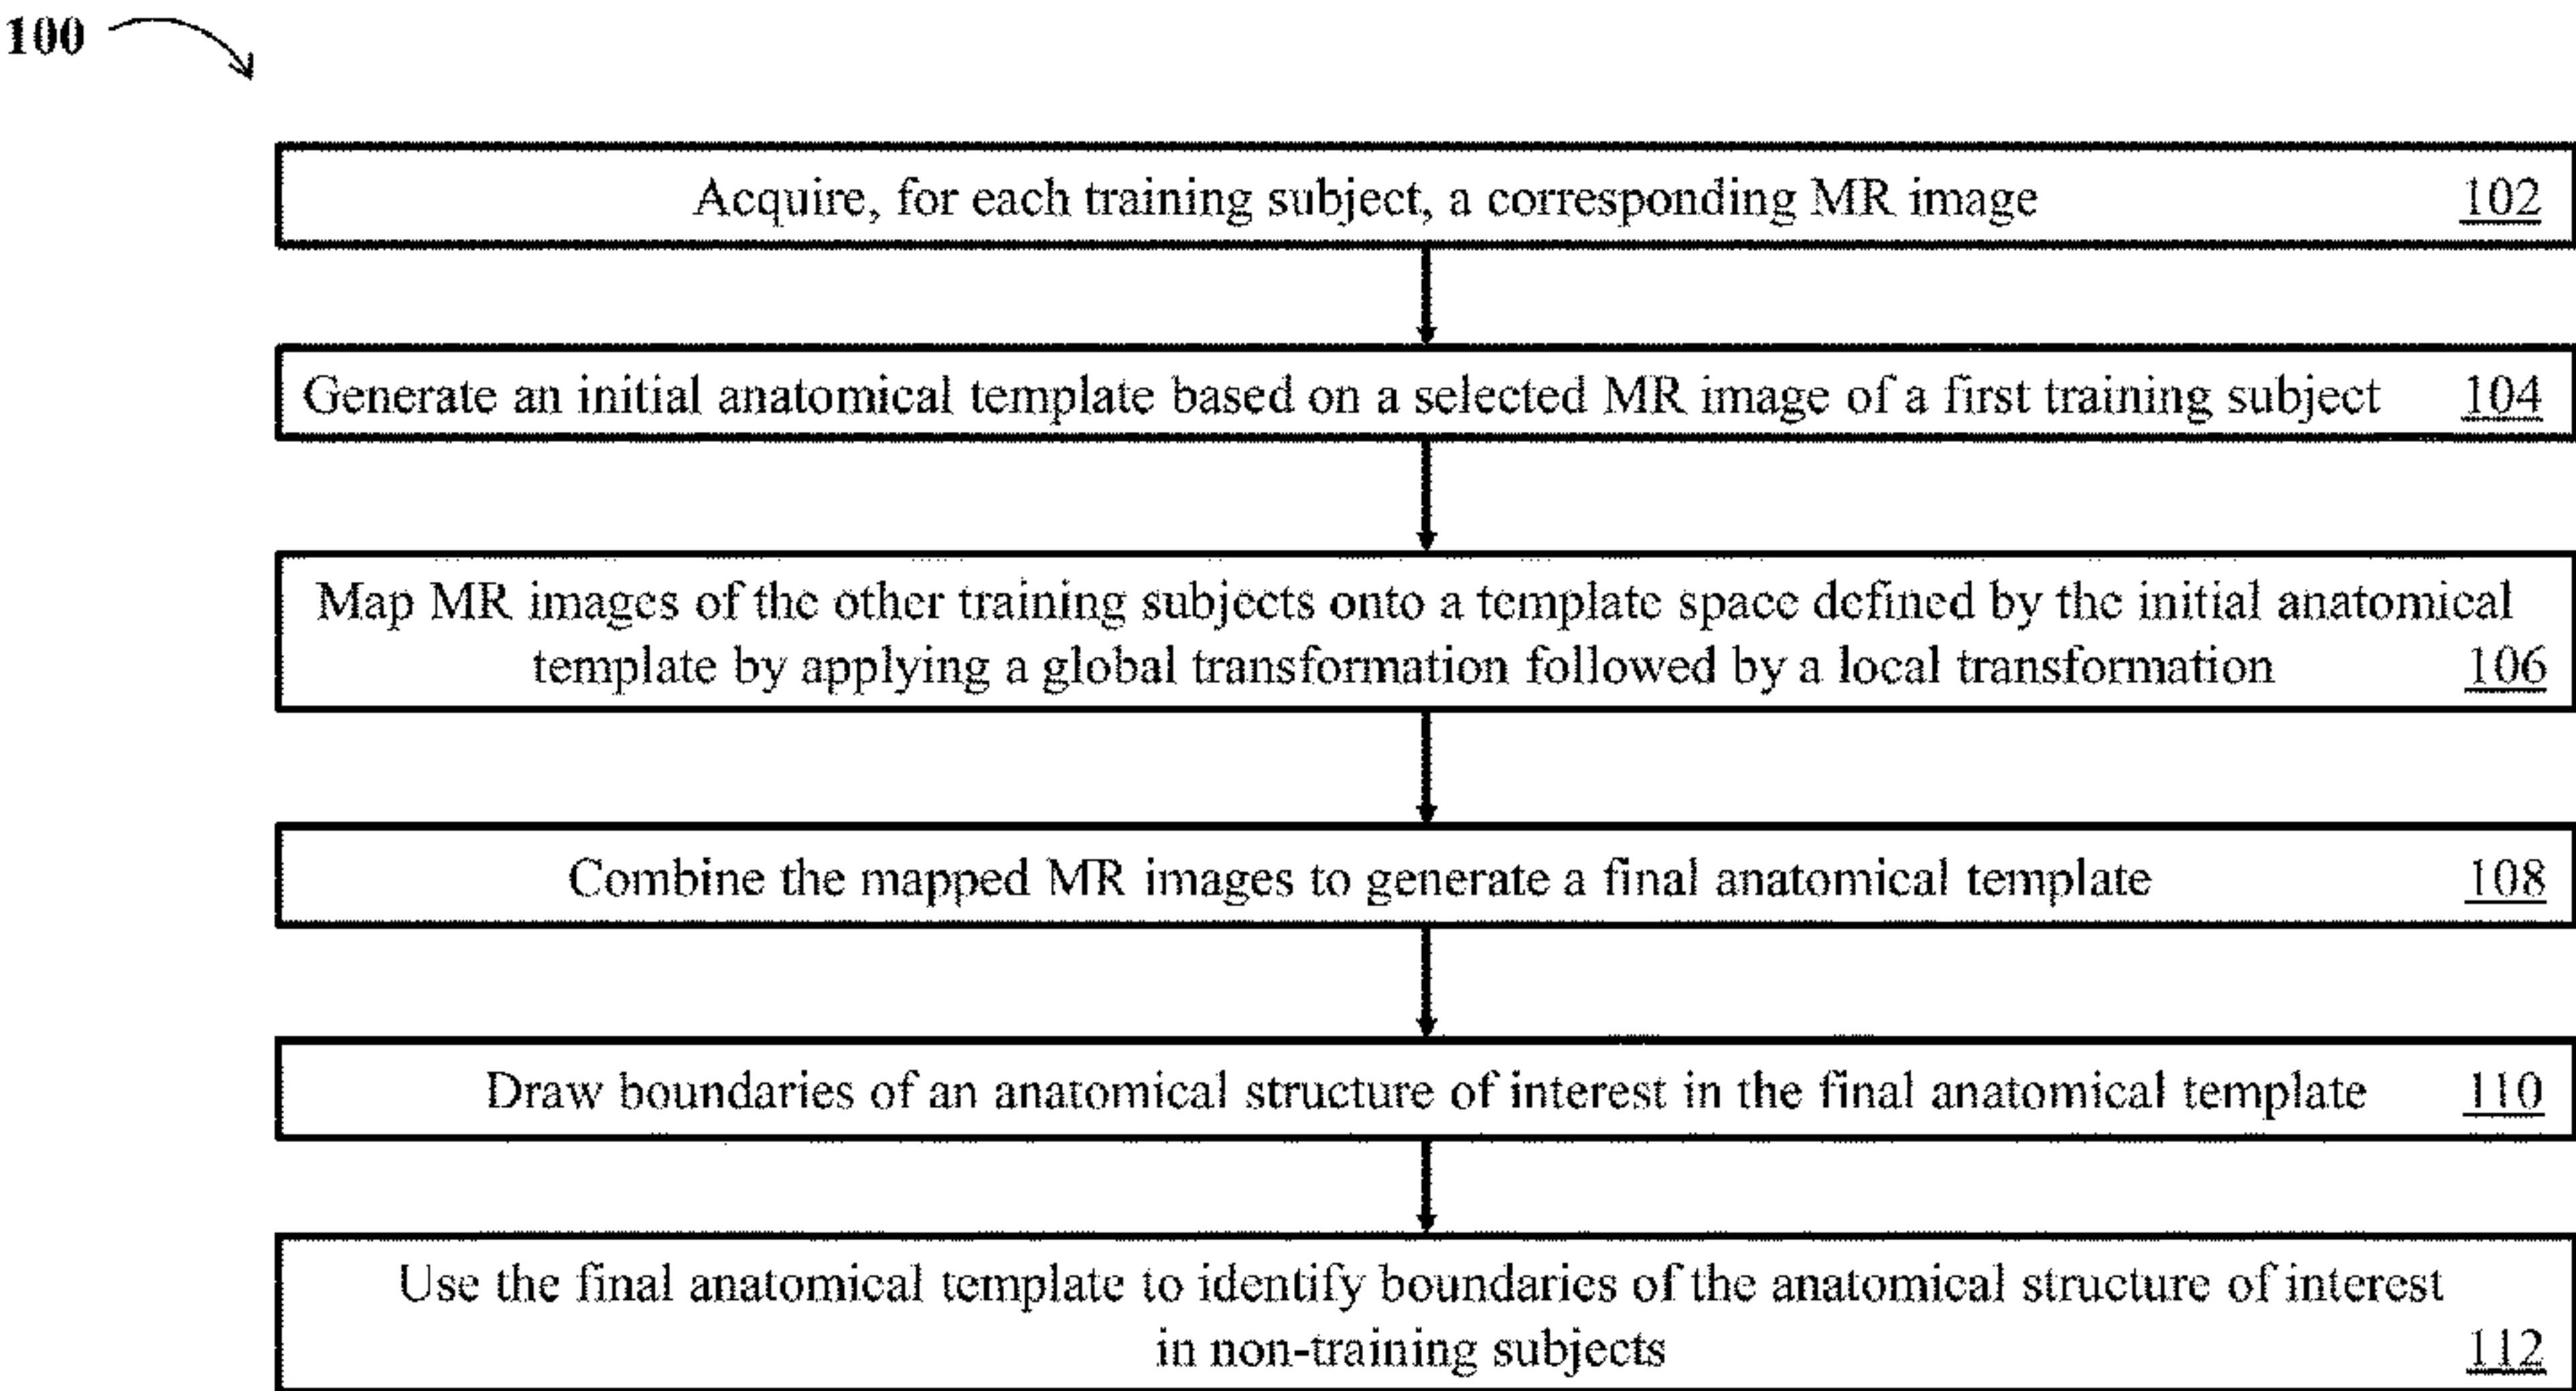 100
Acquire, for each training subject, a corresponding MR image 102
Generate an initial anatomical template based on a selected MR image of a first training subject 104
Map MR images of the other training subjects onto a template space defined by the initial anatomical
template by applying a global transformation followed by a local transformation 106
Combine the mapped MR images to generate a final anatomical template 108
Draw boundaries of an anatomical structure of interest in the final anatomical template 110
Use the final anatomical template to identify boundaries of the anatomical structure of interest
in non-training subjects 112